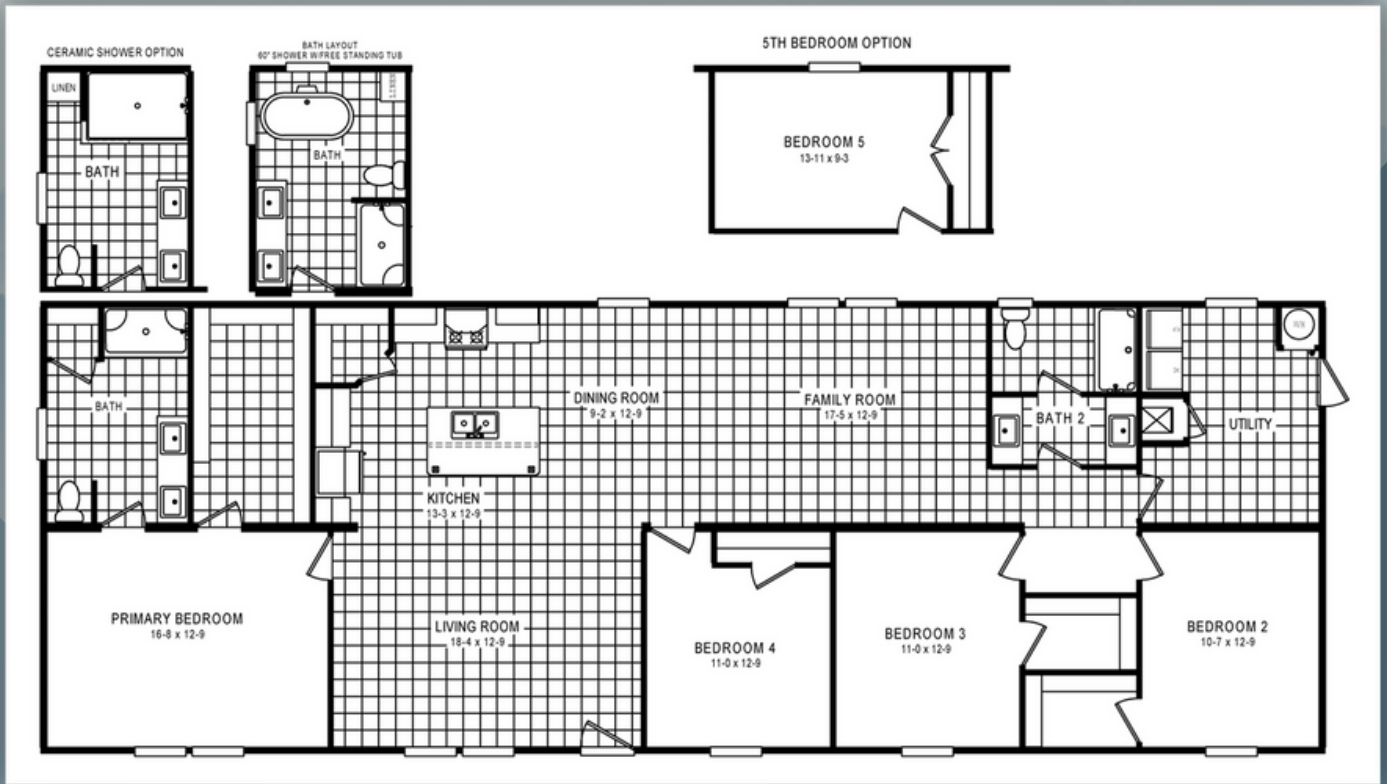 CERAMIC SHOWER OPTION
LINEN
BATH
BATH LAYOUT
60" SHOWER W/FREE STANDING TUB
LINEN
BATH
5TH BEDROOM OPTION
BEDROOM 5
13-11 x 9-3
BATH
DINING ROOM
9-2 x 12-9
FAMILY ROOM
17-5 x 12-9
BATH 2
UTILITY
KITCHEN
13-3 x 12-9
PRIMARY BEDROOM
16-8 x 12-9
LIVING ROOM
18-4 x 12-9
BEDROOM 4
11-0 x 12-9
BEDROOM 3
11-0 x 12-9
BEDROOM 2
10-7 x 12-9